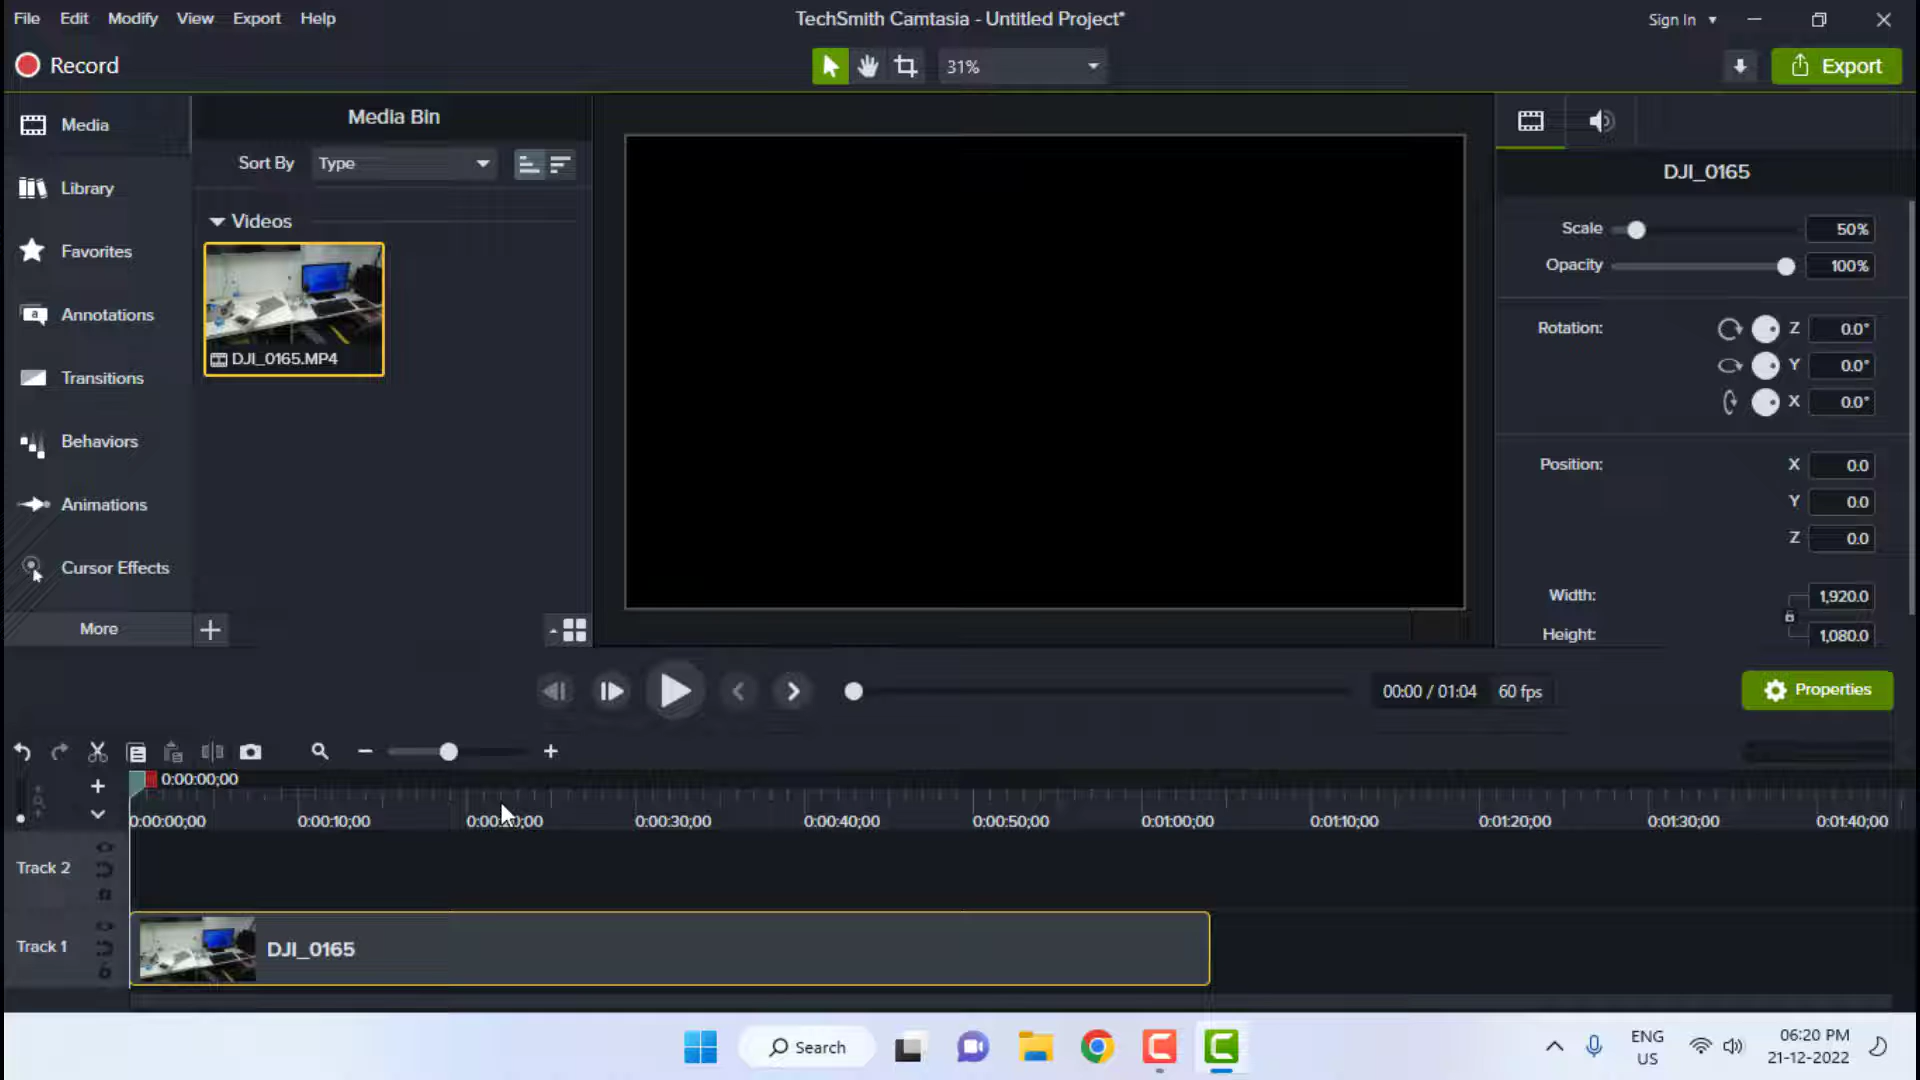 File Edit Modify View Export Help
TechSmith Camtasia - Untitled Project*
Sign In
Record
31%
Export
Media
Library
Favorites
Annotations
Transitions
Behaviors
Animations
Cursor Effects
More
Media Bin
Sort By Type
Videos
DJI_0165.MP4
DJI_0165
Scale 50%
Opacity 100%
Rotation: Z 0.0°
Y 0.0°
X 0.0°
Position: X 0.0
Y 0.0
Z 0.0
Width: 1,920.0
Height: 1,080.0
00:00 / 01:04 60 fps
Properties
0:00:00;00
0:00:00;00 0:00:10;00 0:00:20;00 0:00:30;00 0:00:40;00 0:00:50;00 0:01:00;00 0:01:10;00 0:01:20;00 0:01:30;00 0:01:40;00
Track 2
Track 1
DJI_0165
Search
ENG
US
06:20 PM
21-12-2022